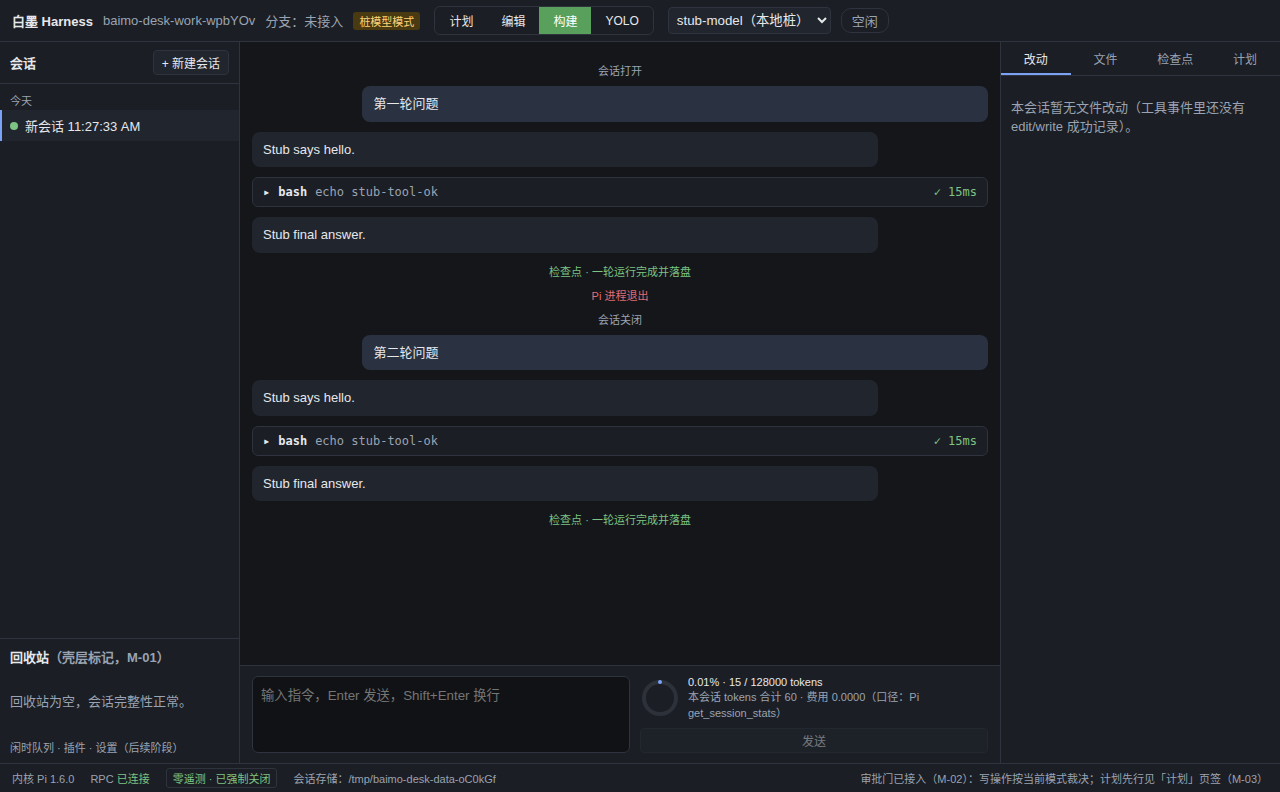 白墨 Harness baimo-desk-work-wpbYOv 分支：未接入 桩模型模式 计划 编辑 构建 YOLO stub-model（本地桩） 空闲
会话 + 新建会话
今天
新会话 11:27:33 AM
回收站（壳层标记，M-01）
回收站为空，会话完整性正常。
闲时队列 · 插件 · 设置（后续阶段）
会话打开
第一轮问题
Stub says hello.
▸ bash echo stub-tool-ok ✓ 15ms
Stub final answer.
检查点 · 一轮运行完成并落盘
Pi 进程退出
会话关闭
第二轮问题
Stub says hello.
▸ bash echo stub-tool-ok ✓ 15ms
Stub final answer.
检查点 · 一轮运行完成并落盘
输入指令，Enter 发送，Shift+Enter 换行
0.01% · 15 / 128000 tokens
本会话 tokens 合计 60 · 费用 0.0000（口径：Pi
get_session_stats）
发送
改动 文件 检查点 计划
本会话暂无文件改动（工具事件里还没有
edit/write 成功记录）。
内核 Pi 1.6.0 RPC 已连接 零遥测 · 已强制关闭 会话存储：/tmp/baimo-desk-data-oC0kGf 审批门已接入（M-02）：写操作按当前模式裁决；计划先行见「计划」页签（M-03）